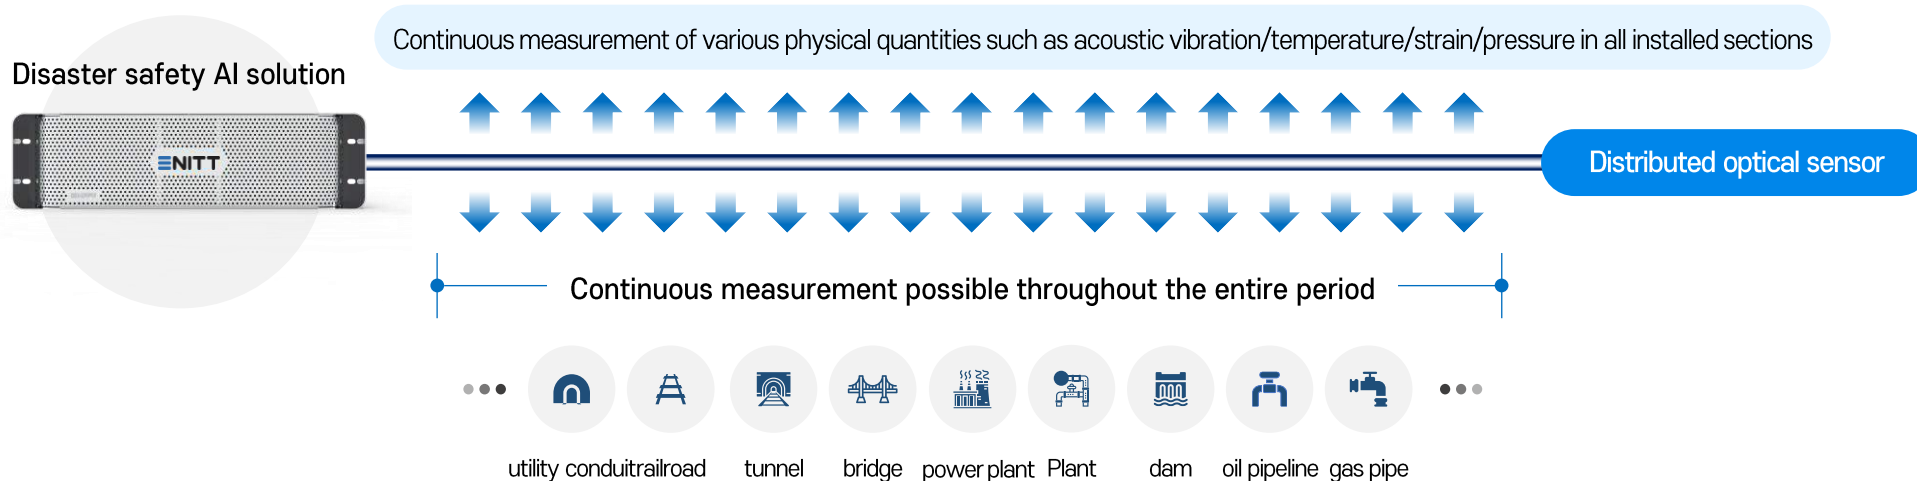 Continuous measurement of various physical quantities such as acoustic vibration/temperature/strain/pressure in all installed sections
Disaster safety AI solution
ENITT
Distributed optical sensor
Continuous measurement possible throughout the entire period
utility conduit railroad tunnel bridge power plant Plant dam oil pipeline gas pipe